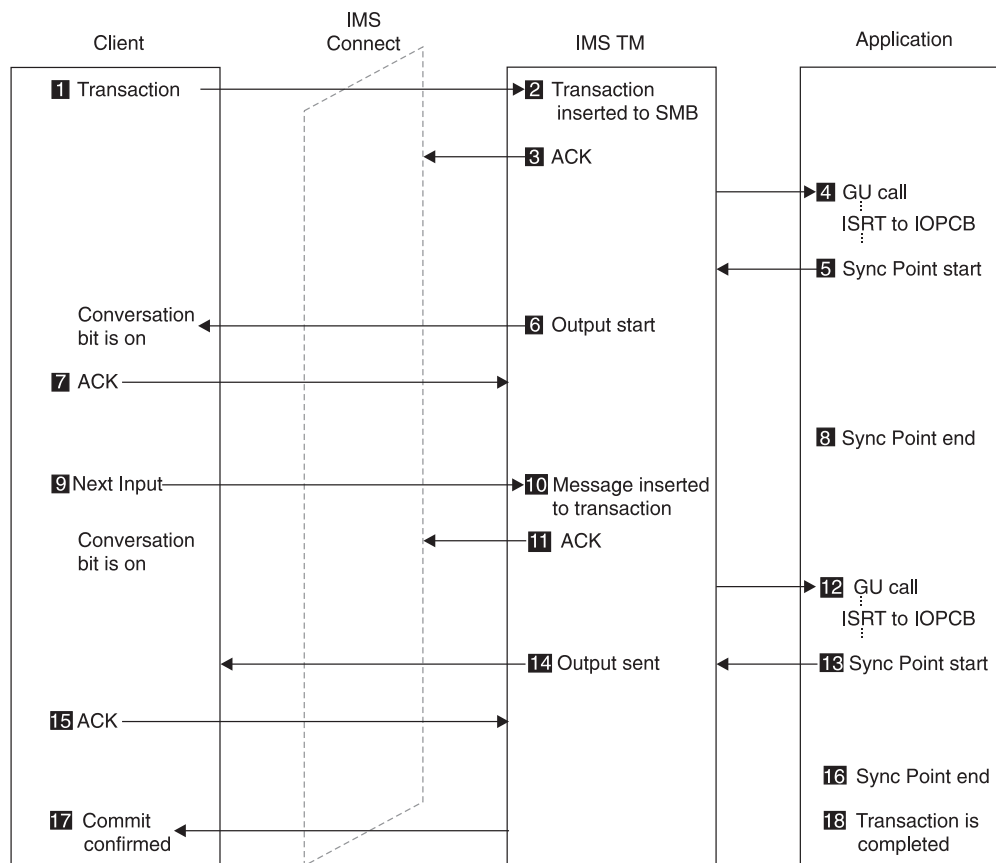 Client
IMS
Connect
IMS TM
Application
1 Transaction
2 Transaction
inserted to SMB
3 ACK
4 GU call
ISRT to IOPCB
5 Sync Point start
Conversation
bit is on
6 Output start
7 ACK
8 Sync Point end
9 Next Input
10 Message inserted
to transaction
Conversation
bit is on
11 ACK
12 GU call
ISRT to IOPCB
14 Output sent
13 Sync Point start
15 ACK
16 Sync Point end
17 Commit
confirmed
18 Transaction is
completed